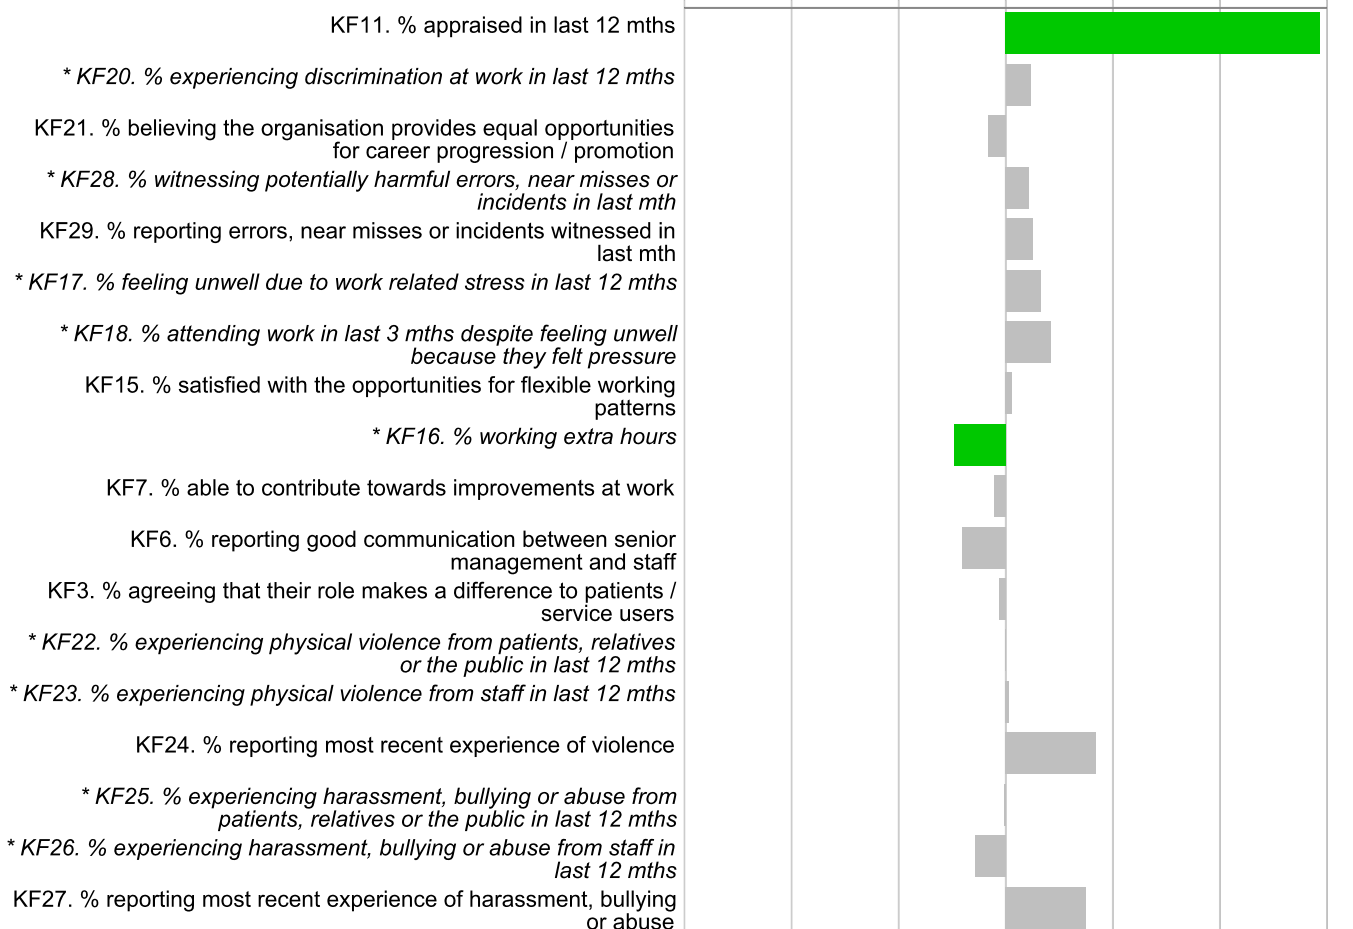 KF11. % appraised in last 12 mths
* KF20. % experiencing discrimination at work in last 12 mths
KF21. % believing the organisation provides equal opportunities
for career progression / promotion
* KF28. % witnessing potentially harmful errors, near misses or
incidents in last mth
KF29. % reporting errors, near misses or incidents witnessed in
last mth
* KF17. % feeling unwell due to work related stress in last 12 mths
* KF18. % attending work in last 3 mths despite feeling unwell
because they felt pressure
KF15. % satisfied with the opportunities for flexible working
patterns
* KF16. % working extra hours
KF7. % able to contribute towards improvements at work
KF6. % reporting good communication between senior
management and staff
KF3. % agreeing that their role makes a difference to patients /
service users
* KF22. % experiencing physical violence from patients, relatives
or the public in last 12 mths
* KF23. % experiencing physical violence from staff in last 12 mths
KF24. % reporting most recent experience of violence
* KF25. % experiencing harassment, bullying or abuse from
patients, relatives or the public in last 12 mths
* KF26. % experiencing harassment, bullying or abuse from staff in
last 12 mths
KF27. % reporting most recent experience of harassment, bullying
or abuse